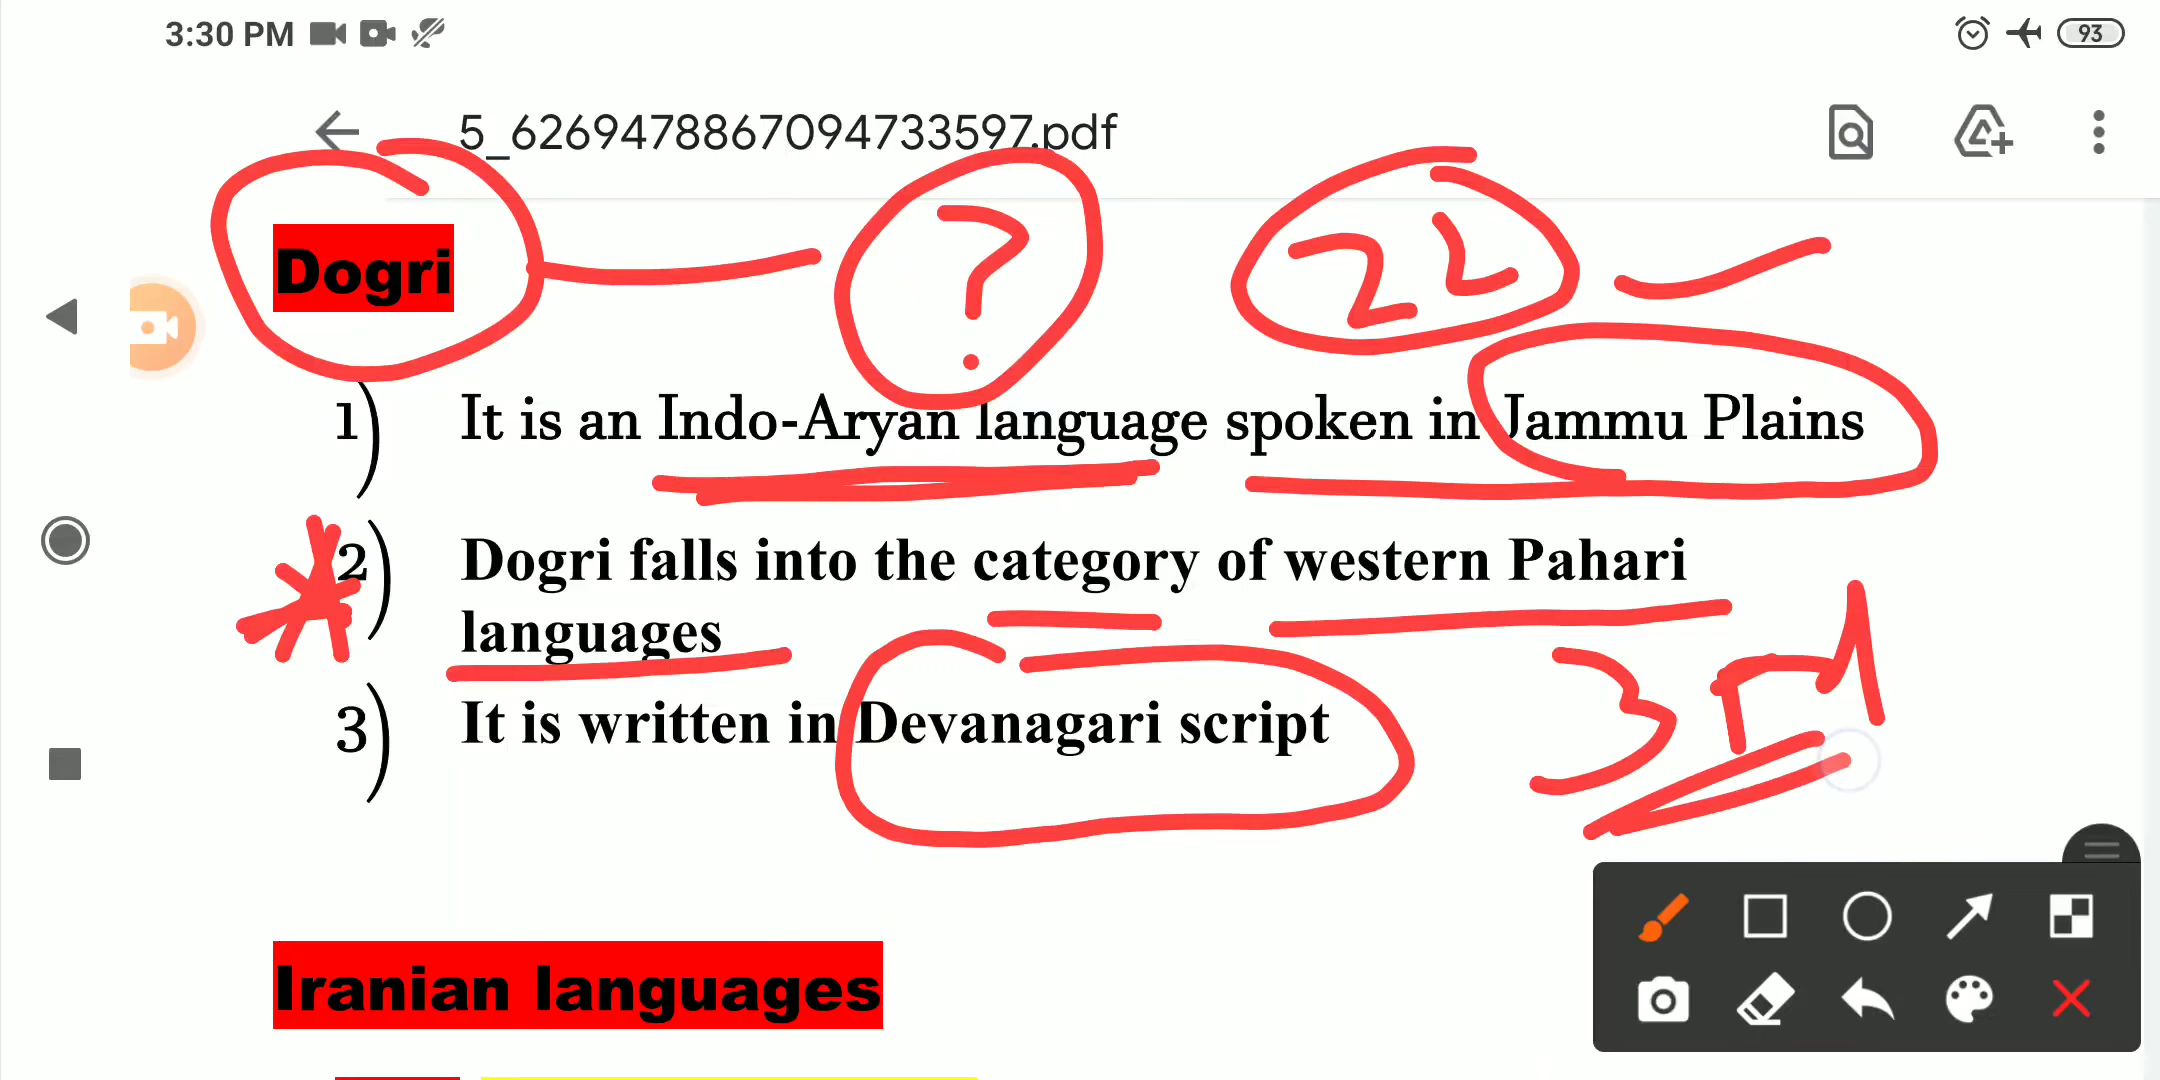 3:30 PM
93
5_6269478867094733597.pdf
Dogri
?
22
1) It is an Indo-Aryan language spoken in Jammu Plains
2) Dogri falls into the category of western Pahari
languages
3rd
3) It is written in Devanagari script
Iranian languages